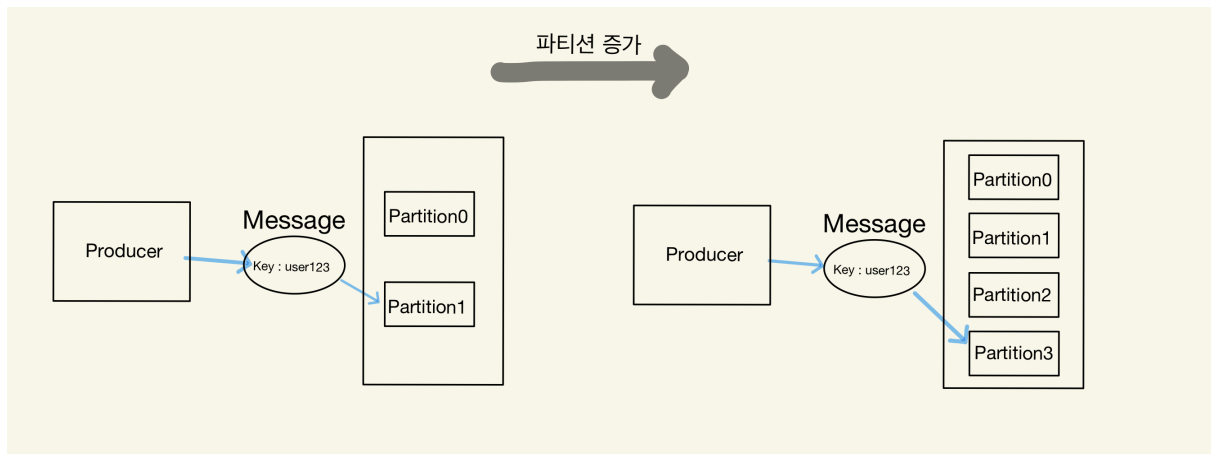 파티션 증가
Producer
Message
Key : user123
Partition0
Partition1
Producer
Message
Key : user123
Partition0
Partition1
Partition2
Partition3